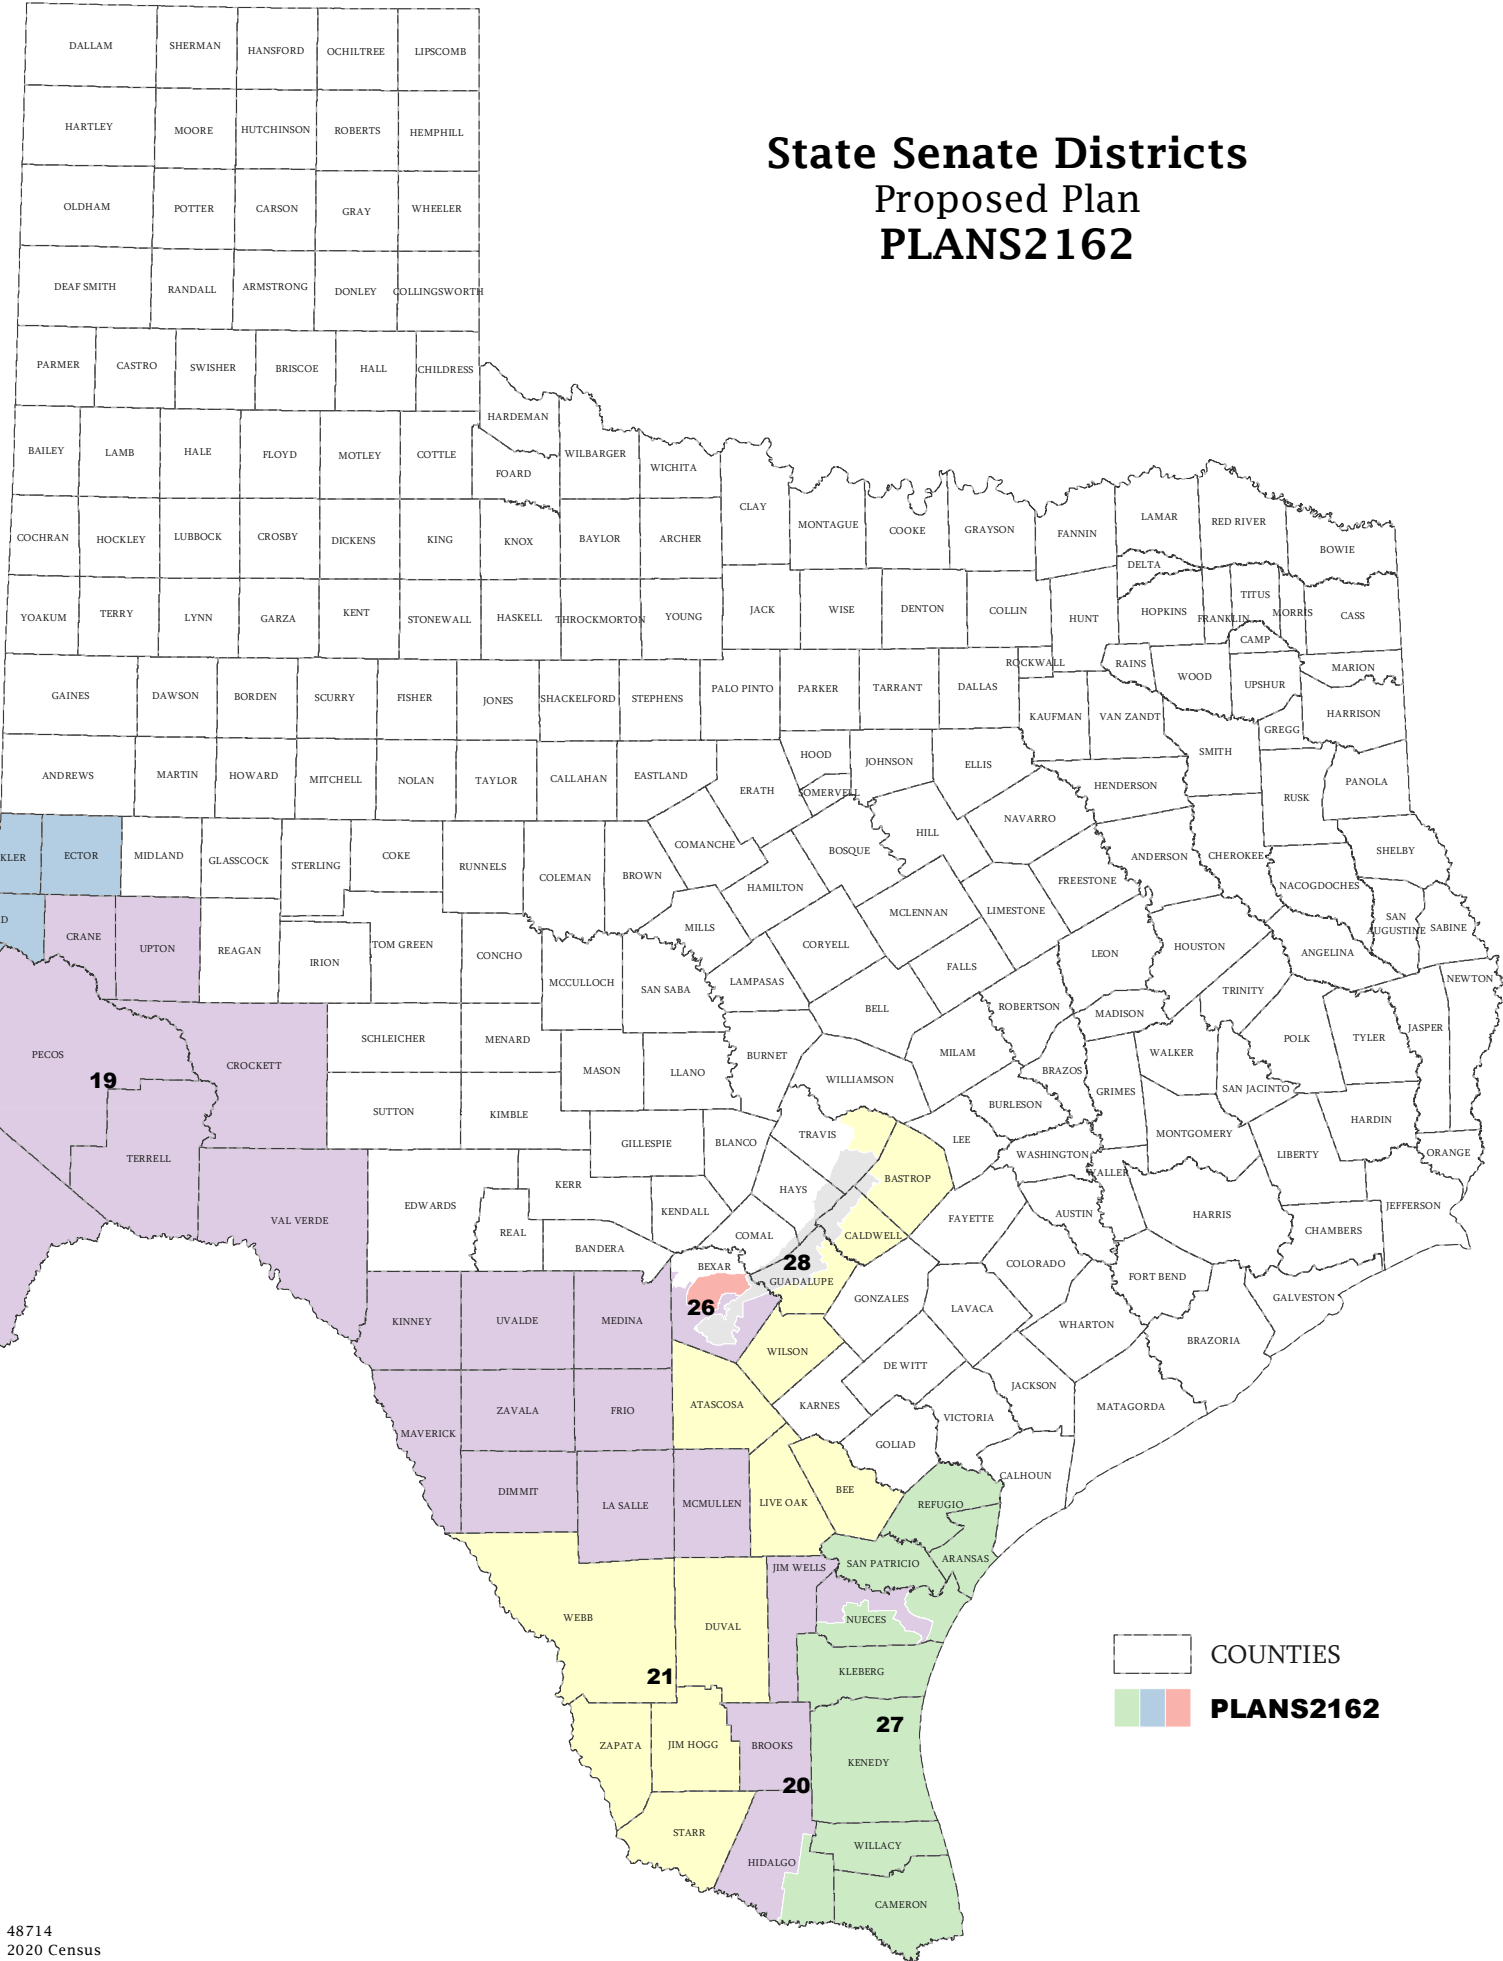 State Senate Districts
Proposed Plan
PLANS2162
DALLAM
SHERMAN
HANSFORD
OCHILTREE
LIPSCOMB
HARTLEY
MOORE
HUTCHINSON
ROBERTS
HEMPHILL
OLDHAM
POTTER
CARSON
GRAY
WHEELER
DEAF SMITH
RANDALL
ARMSTRONG
DONLEY
COLLINGSWORTH
PARMER
CASTRO
SWISHER
BRISCOE
HALL
CHILDRESS
HARDEMAN
BAILEY
LAMB
HALE
FLOYD
MOTLEY
COTTLE
FOARD
WILBARGER
WICHITA
CLAY
MONTAGUE
COOKE
GRAYSON
FANNIN
LAMAR
RED RIVER
BOWIE
COCHRAN
HOCKLEY
LUBBOCK
CROSBY
DICKENS
KING
KNOX
BAYLOR
ARCHER
DELTA
YOAKUM
TERRY
LYNN
GARZA
KENT
STONEWALL
HASKELL
THROCKMORTON
YOUNG
JACK
WISE
DENTON
COLLIN
HUNT
HOPKINS
FRANKLIN
TITUS
MORRIS
CASS
CAMP
ROCKWALL
RAINS
WOOD
UPSHUR
MARION
GAINES
DAWSON
BORDEN
SCURRY
FISHER
JONES
SHACKELFORD
STEPHENS
PALO PINTO
PARKER
TARRANT
DALLAS
KAUFMAN
VAN ZANDT
GREGG
HARRISON
SMITH
ANDREWS
MARTIN
HOWARD
MITCHELL
NOLAN
TAYLOR
CALLAHAN
EASTLAND
ERATH
HOOD
SOMERVELL
JOHNSON
ELLIS
HENDERSON
RUSK
PANOLA
KLER
ECTOR
MIDLAND
GLASSCOCK
STERLING
COKE
RUNNELS
COLEMAN
BROWN
COMANCHE
HAMILTON
BOSQUE
HILL
NAVARRO
FREESTONE
ANDERSON
CHEROKEE
NACOGDOCHES
SHELBY
D
CRANE
UPTON
REAGAN
IRION
TOM GREEN
CONCHO
MCCULLOCH
SAN SABA
MILLS
LAMPASAS
CORYELL
MCLENNAN
LIMESTONE
FALLS
LEON
HOUSTON
ANGELINA
SAN
AUGUSTINE
SABINE
NEWTON
PECOS
19
CROCKETT
SCHLEICHER
MENARD
MASON
LLANO
BURNET
BELL
WILLIAMSON
MILAM
ROBERTSON
MADISON
TRINITY
POLK
TYLER
JASPER
BRAZOS
WALKER
SAN JACINTO
GRIMES
HARDIN
TERRELL
SUTTON
KIMBLE
GILLESPIE
BLANCO
TRAVIS
LEE
BURLESON
WASHINGTON
WALLER
MONTGOMERY
LIBERTY
ORANGE
VAL VERDE
EDWARDS
REAL
KERR
KENDALL
BANDERA
COMAL
HAYS
BASTROP
CALDWELL
FAYETTE
AUSTIN
HARRIS
CHAMBERS
JEFFERSON
BEXAR
28
GUADALUPE
26
GONZALES
LAVACA
COLORADO
FORT BEND
GALVESTON
KINNEY
UVALDE
MEDINA
WILSON
DE WITT
WHARTON
BRAZORIA
MAVERICK
ZAVALA
FRIO
ATASCOSA
KARNES
VICTORIA
JACKSON
MATAGORDA
GOLIAD
CALHOUN
DIMMIT
LA SALLE
MCMULLEN
LIVE OAK
BEE
REFUGIO
ARANSAS
SAN PATRICIO
JIM WELLS
WEBB
DUVAL
NUECES
21
KLEBERG
27
ZAPATA
JIM HOGG
BROOKS
KENEDY
20
STARR
HIDALGO
WILLACY
CAMERON
COUNTIES
PLANS2162
48714
2020 Census